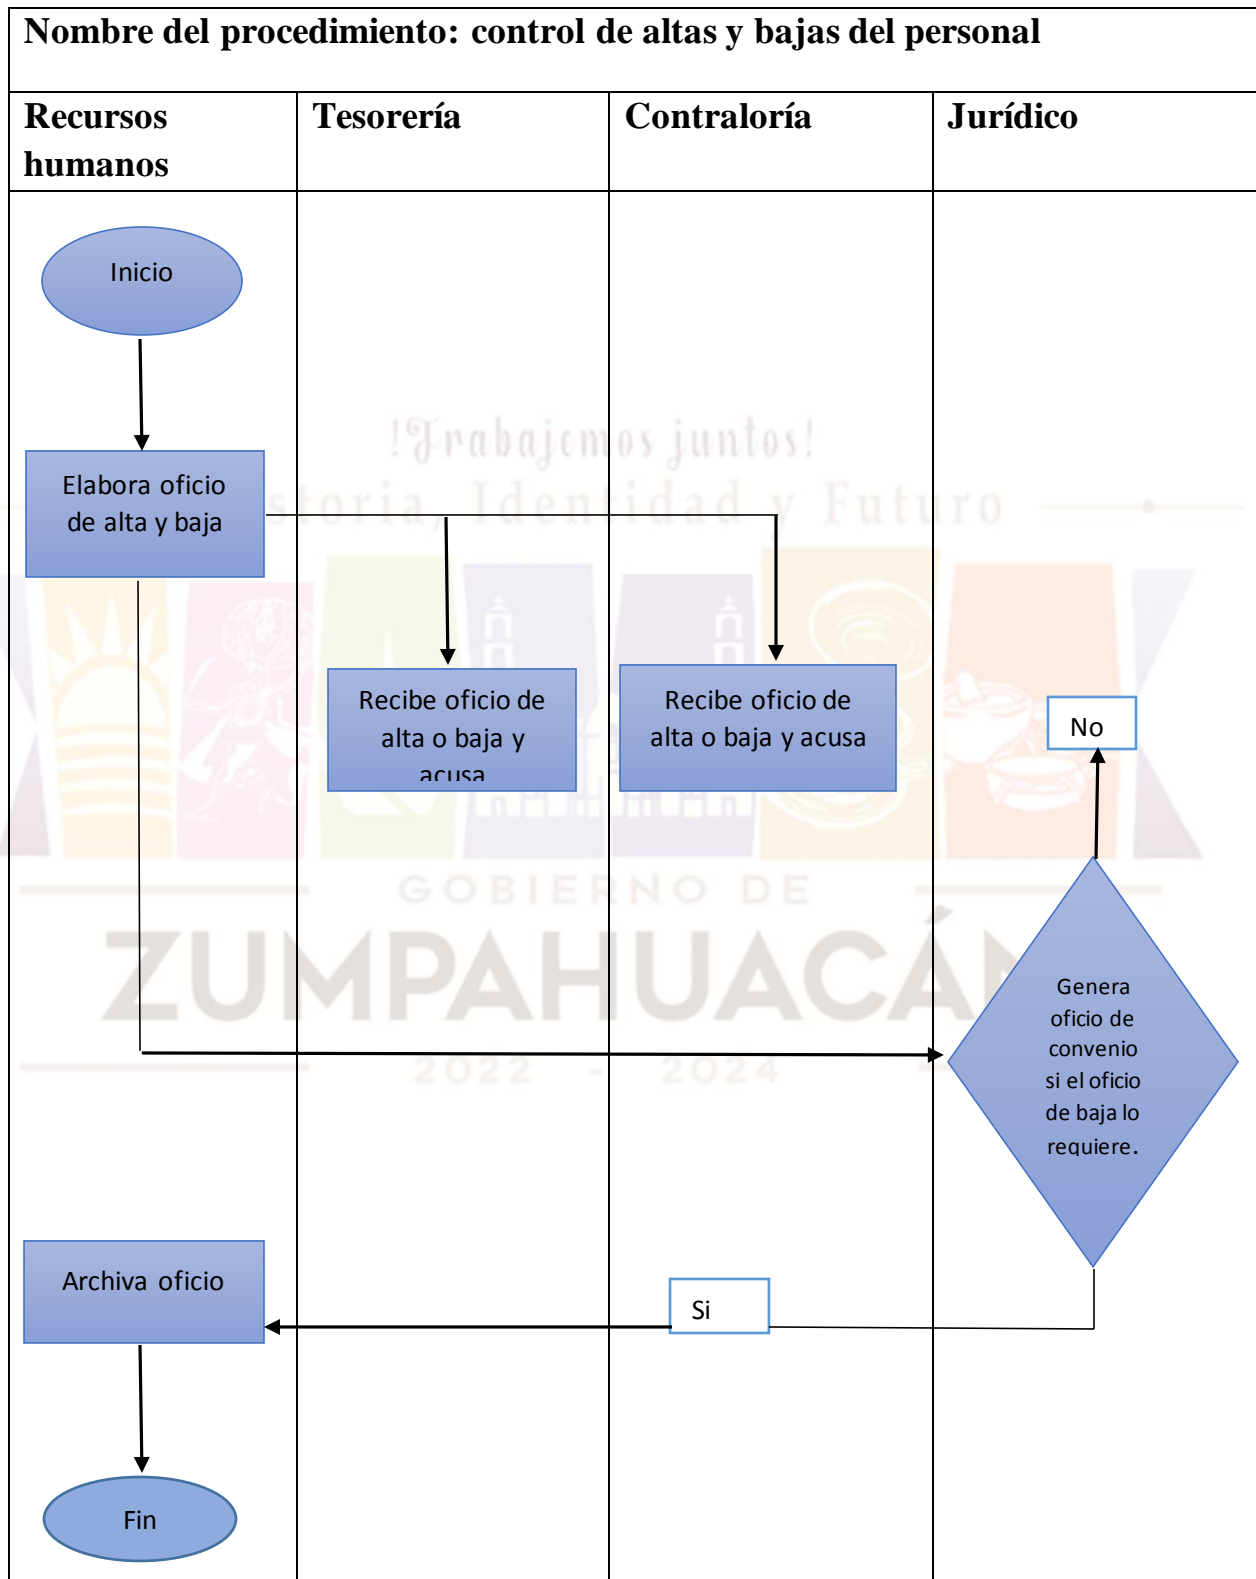 Nombre del procedimiento: control de altas y bajas del personal
Recursos
humanos
Tesorería
Contraloría
Jurídico
Inicio
!Trabajemos juntos!
storia, Identidad y Futuro
Elabora oficio
de alta y baja
Recibe oficio de
alta o baja y
acusa
Recibe oficio de
alta o baja y acusa
No
GOBIERNO DE
ZUMPAHUACÁN
2022 - 2024
Genera
oficio de
convenio
si el oficio
de baja lo
requiere.
Archiva oficio
Si
Fin